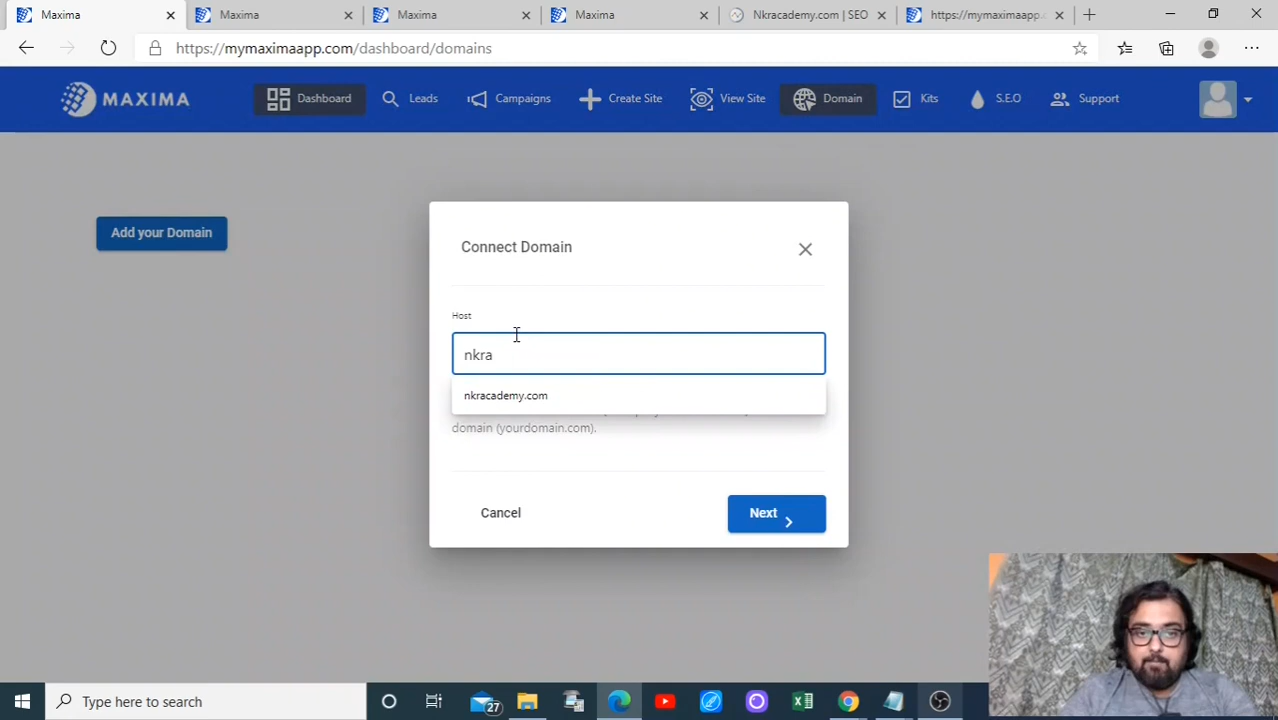 Maxima
Maxima
Maxima
Maxima
Nkracademy.com | SEO
https://mymaximaapp.
https://mymaximaapp.com/dashboard/domains
MAXIMA
Dashboard
Leads
Campaigns
Create Site
View Site
Domain
Kits
S.E.O
Support
Add your Domain
Connect Domain
Host
nkra
nkracademy.com
domain (yourdomain.com).
Cancel
Next
Type here to search
27